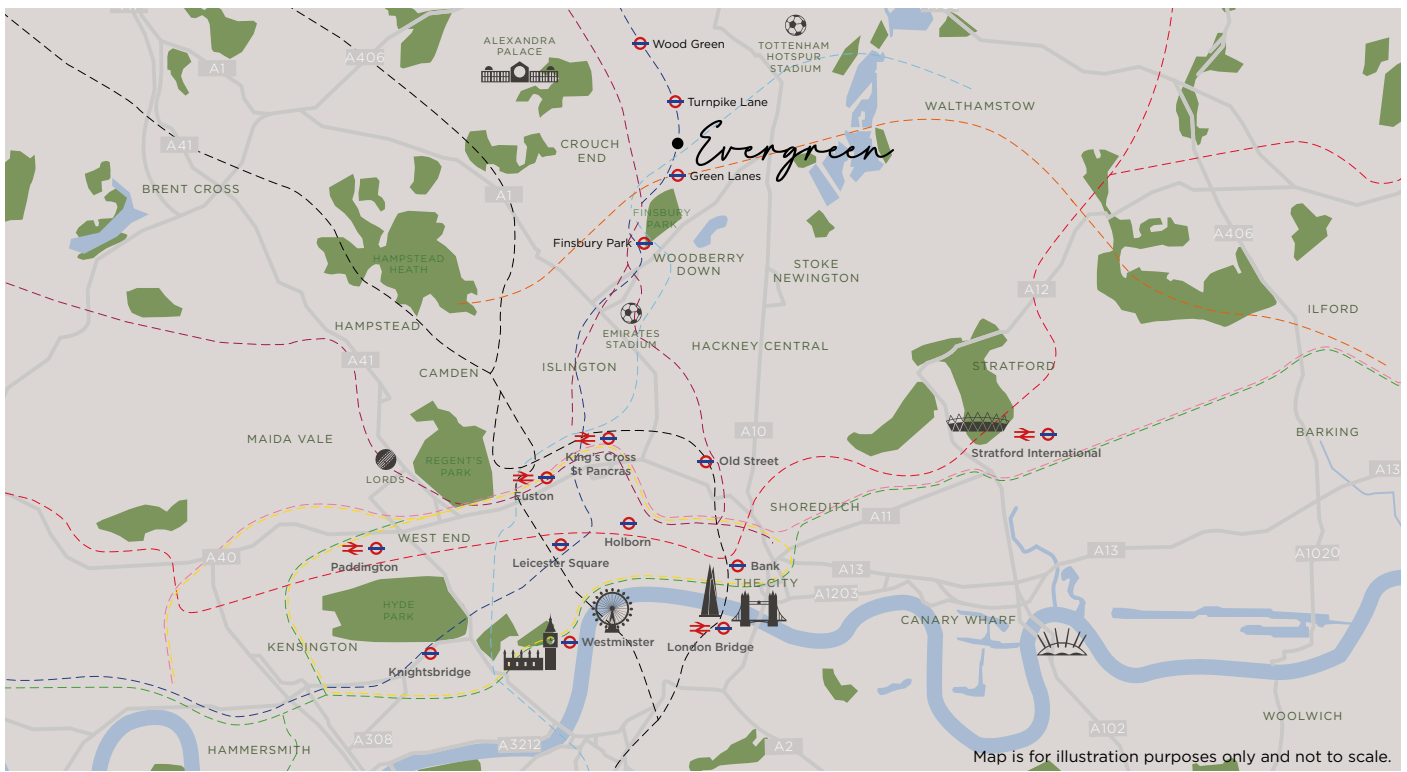 Wood Green
ALEXANDRA
PALACE
TOTTENHAM
HOTSPUR
STADIUM
A1
A406
Turnpike Lane
WALTHAMSTOW
A41
CROUCH
END
Evergreen
Green Lanes
BRENT CROSS
A1
FINSBURY
PARK
A406
Finsbury Park
WOODBERRY
DOWN
HAMPSTEAD
HEATH
STOKE
NEWINGTON
A12
ILFORD
HAMPSTEAD
EMIRATES
STADIUM
HACKNEY CENTRAL
A41
CAMDEN
ISLINGTON
STRATFORD
A10
BARKING
MAIDA VALE
King's Cross
St Pancras
Stratford International
REGENT'S
PARK
Old Street
A13
LORDS
Euston
SHOREDITCH
A11
WEST END
Holborn
A40
Paddington
Leicester Square
A13
A1020
Bank
A13
THE CITY
A1203
HYDE
PARK
CANARY WHARF
KENSINGTON
Westminster
London Bridge
Knightsbridge
WOOLWICH
A308
A3212
A2
A102
HAMMERSMITH
Map is for illustration purposes only and not to scale.